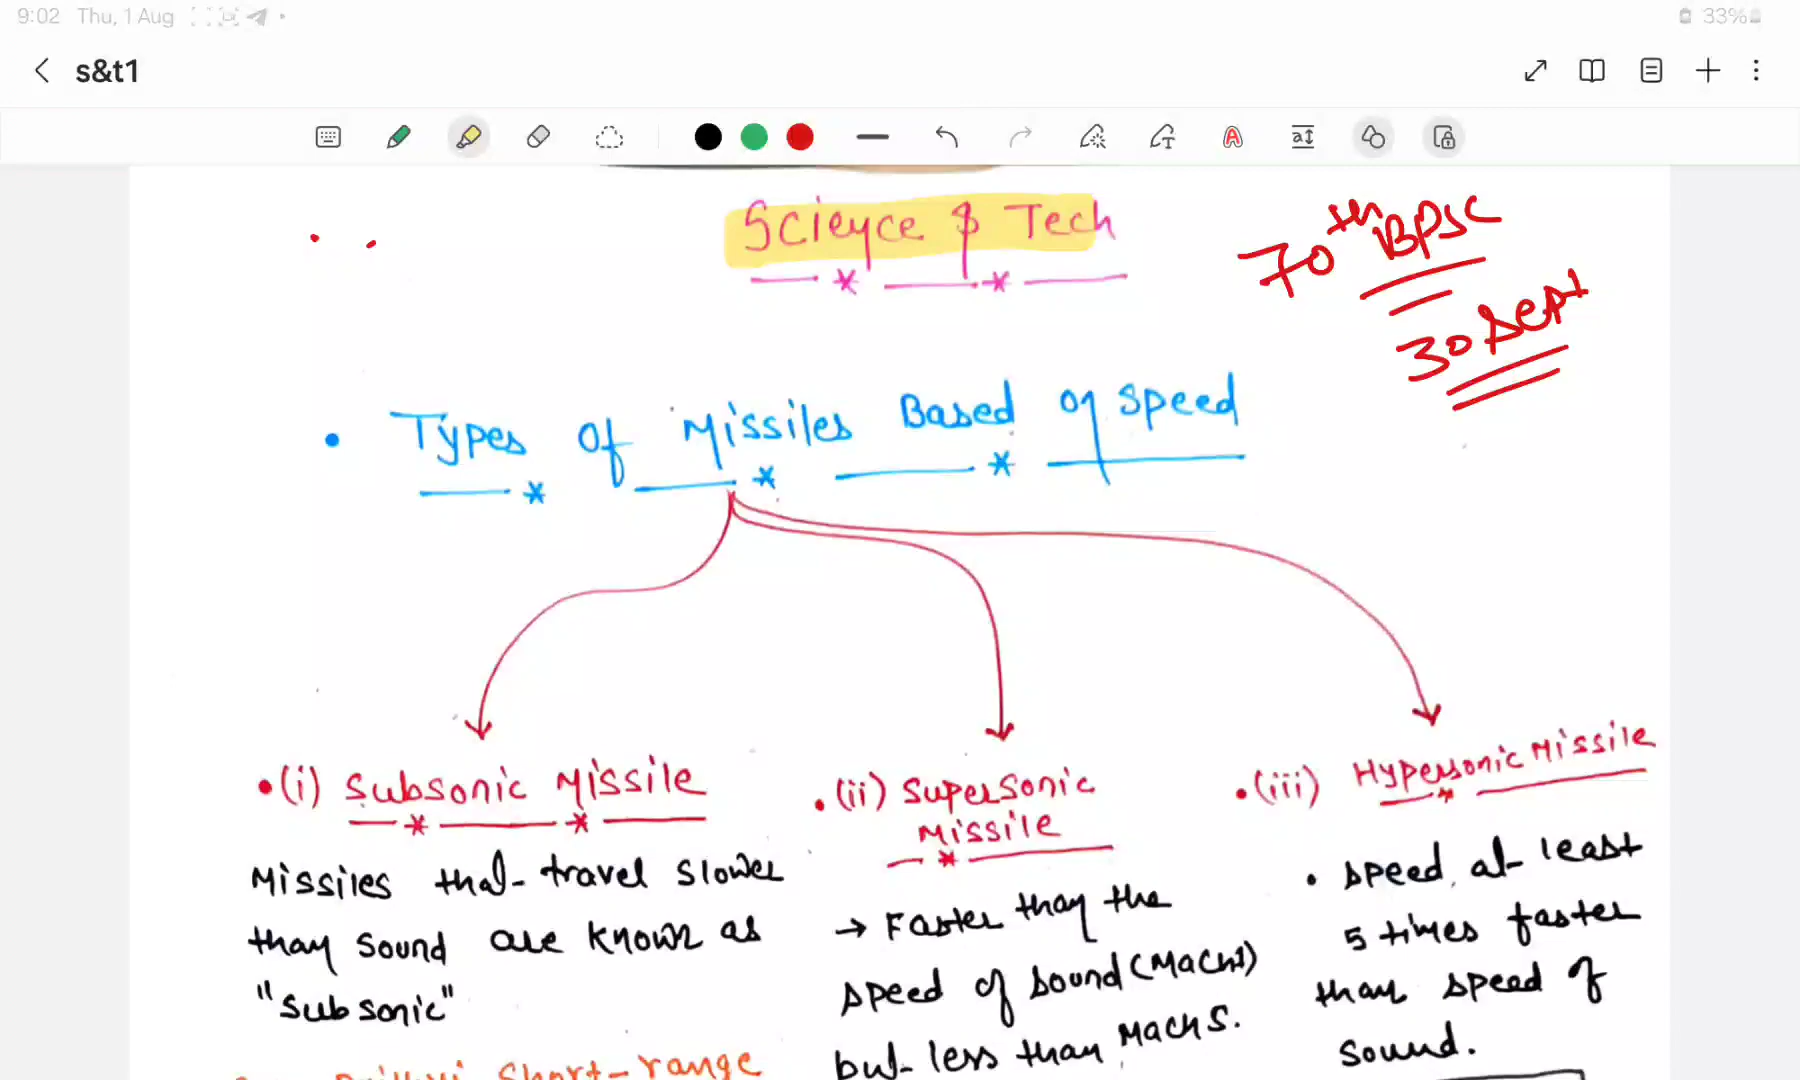 9:02 Thu, 1 Aug
33%
s&t1
Science & Tech
70th BPSC
30 Sept
• Types of Missiles Based on Speed
• (i) Subsonic Missile
Missiles that travel slower
than sound are known as
"Subsonic"
Short-range
• (ii) Supersonic
Missile
→ Faster than the
speed of sound (Mach1)
but less than Mach5.
• (iii) Hypersonic Missile
• speed at least
5 times faster
than speed of
sound.